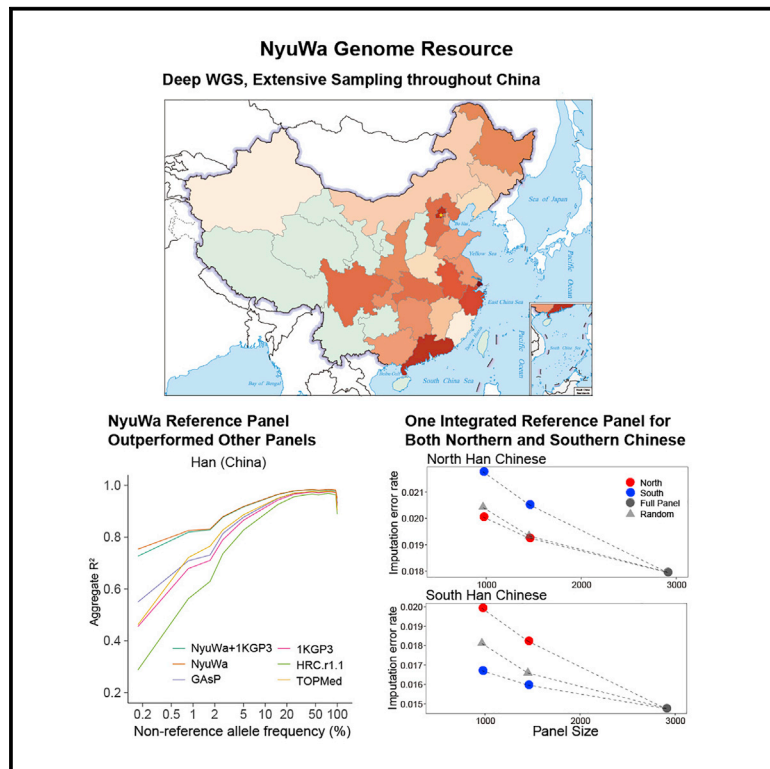 NyuWa Genome Resource
Deep WGS, Extensive Sampling throughout China
Sea of Japan
Yellow Sea
Pacific Ocean
East China Sea
Pacific Ocean
South China Sea
Bay of Bengal
South China Sea
NyuWa Reference Panel
Outperformed Other Panels
Han (China)
Aggregate R²
1.0
0.8
0.6
0.4
0.2
NyuWa+1KGP3
NyuWa
GAsP
1KGP3
HRC.r1.1
TOPMed
0.2 0.5 1 2 5 10 20 50 100
Non-reference allele frequency (%)
One Integrated Reference Panel for
Both Northern and Southern Chinese
North Han Chinese
Imputation error rate
0.021
0.020
0.019
0.018
North
South
Full Panel
Random
1000 2000 3000
South Han Chinese
Imputation error rate
0.020
0.019
0.018
0.017
0.016
0.015
1000 2000 3000
Panel Size